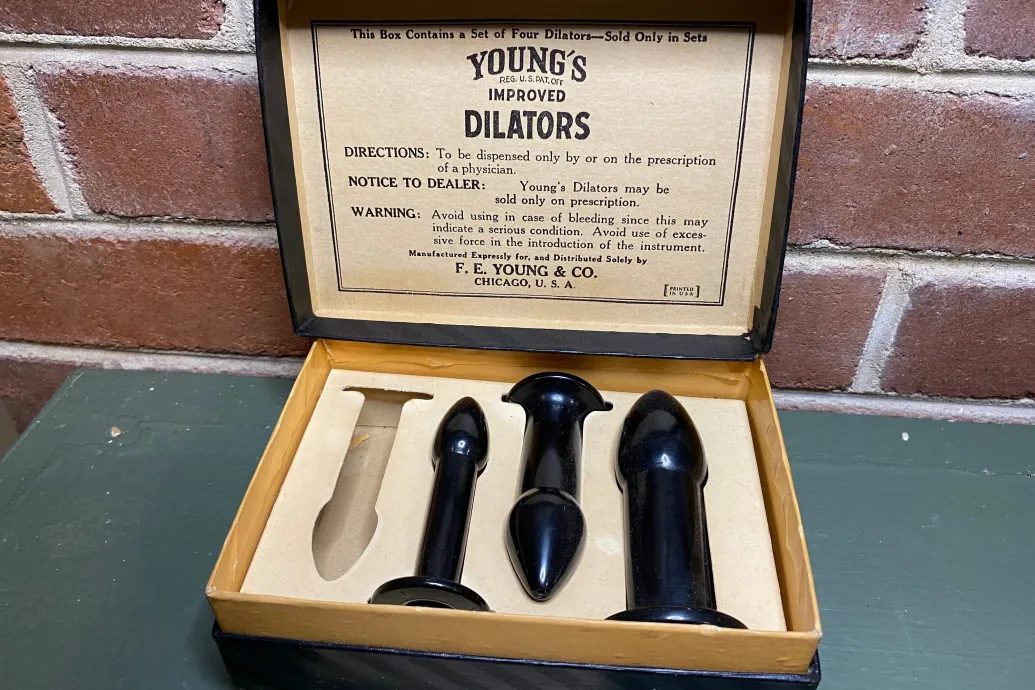 This Box Contains a Set of Four Dilators—Sold Only in Sets
YOUNG'S
REG. U.S. PAT. OFF
IMPROVED
DILATORS
DIRECTIONS: To be dispensed only by or on the prescription
of a physician.
NOTICE TO DEALER: Young's Dilators may be
sold only on prescription.
WARNING: Avoid using in case of bleeding since this may
indicate a serious condition. Avoid use of exces-
sive force in the introduction of the instrument.
Manufactured Expressly for, and Distributed Solely by
F. E. YOUNG & CO.
CHICAGO, U. S. A.
[PRINTED
IN U S A]